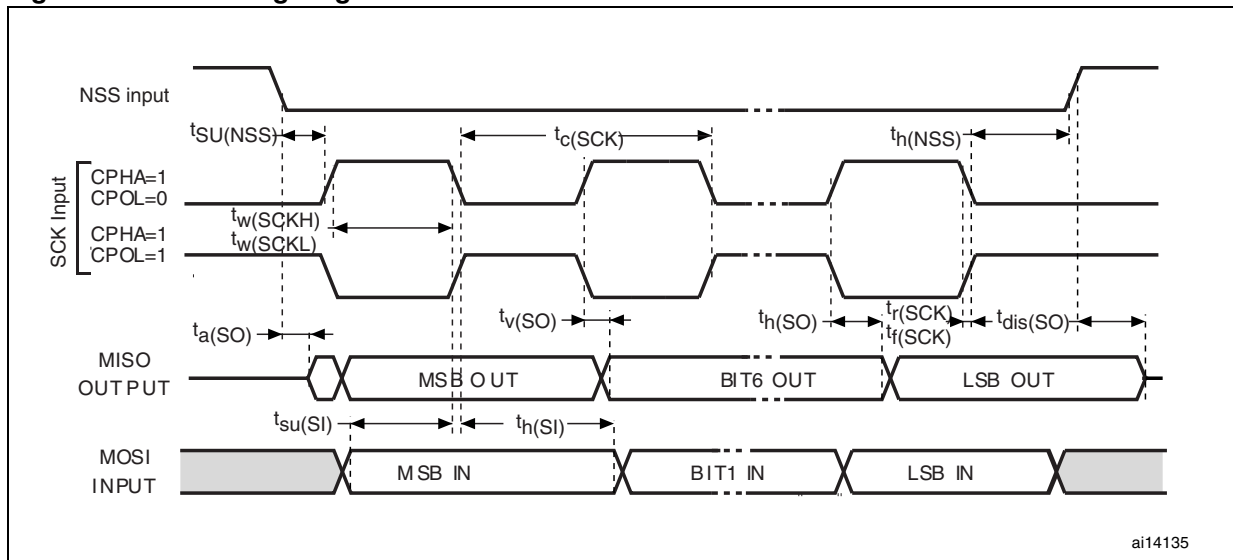 NSS input
tSU(NSS)
tc(SCK)
th(NSS)
SCK Input
CPHA=1
CPOL=0
tw(SCKH)
tw(SCKL)
CPHA=1
CPOL=1
ta(SO)
tv(SO)
th(SO)
tr(SCK)
tf(SCK)
tdis(SO)
MISO
OUTPUT
MSB OUT
BIT6 OUT
LSB OUT
tsu(SI)
th(SI)
MOSI
INPUT
MSB IN
BIT1 IN
LSB IN
ai14135